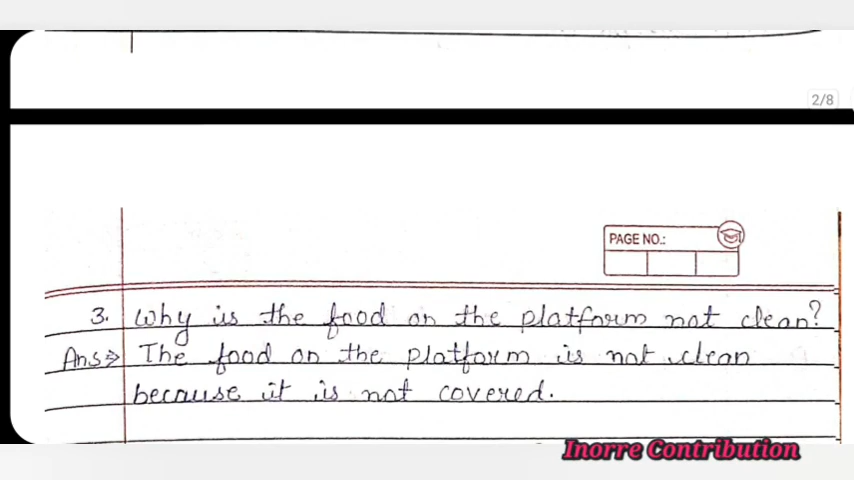 2/8
PAGE NO.:
3. Why is the food on the platform not clean?
Ans⇒ The food on the platform is not clean
because it is not covered.
Inorre Contribution